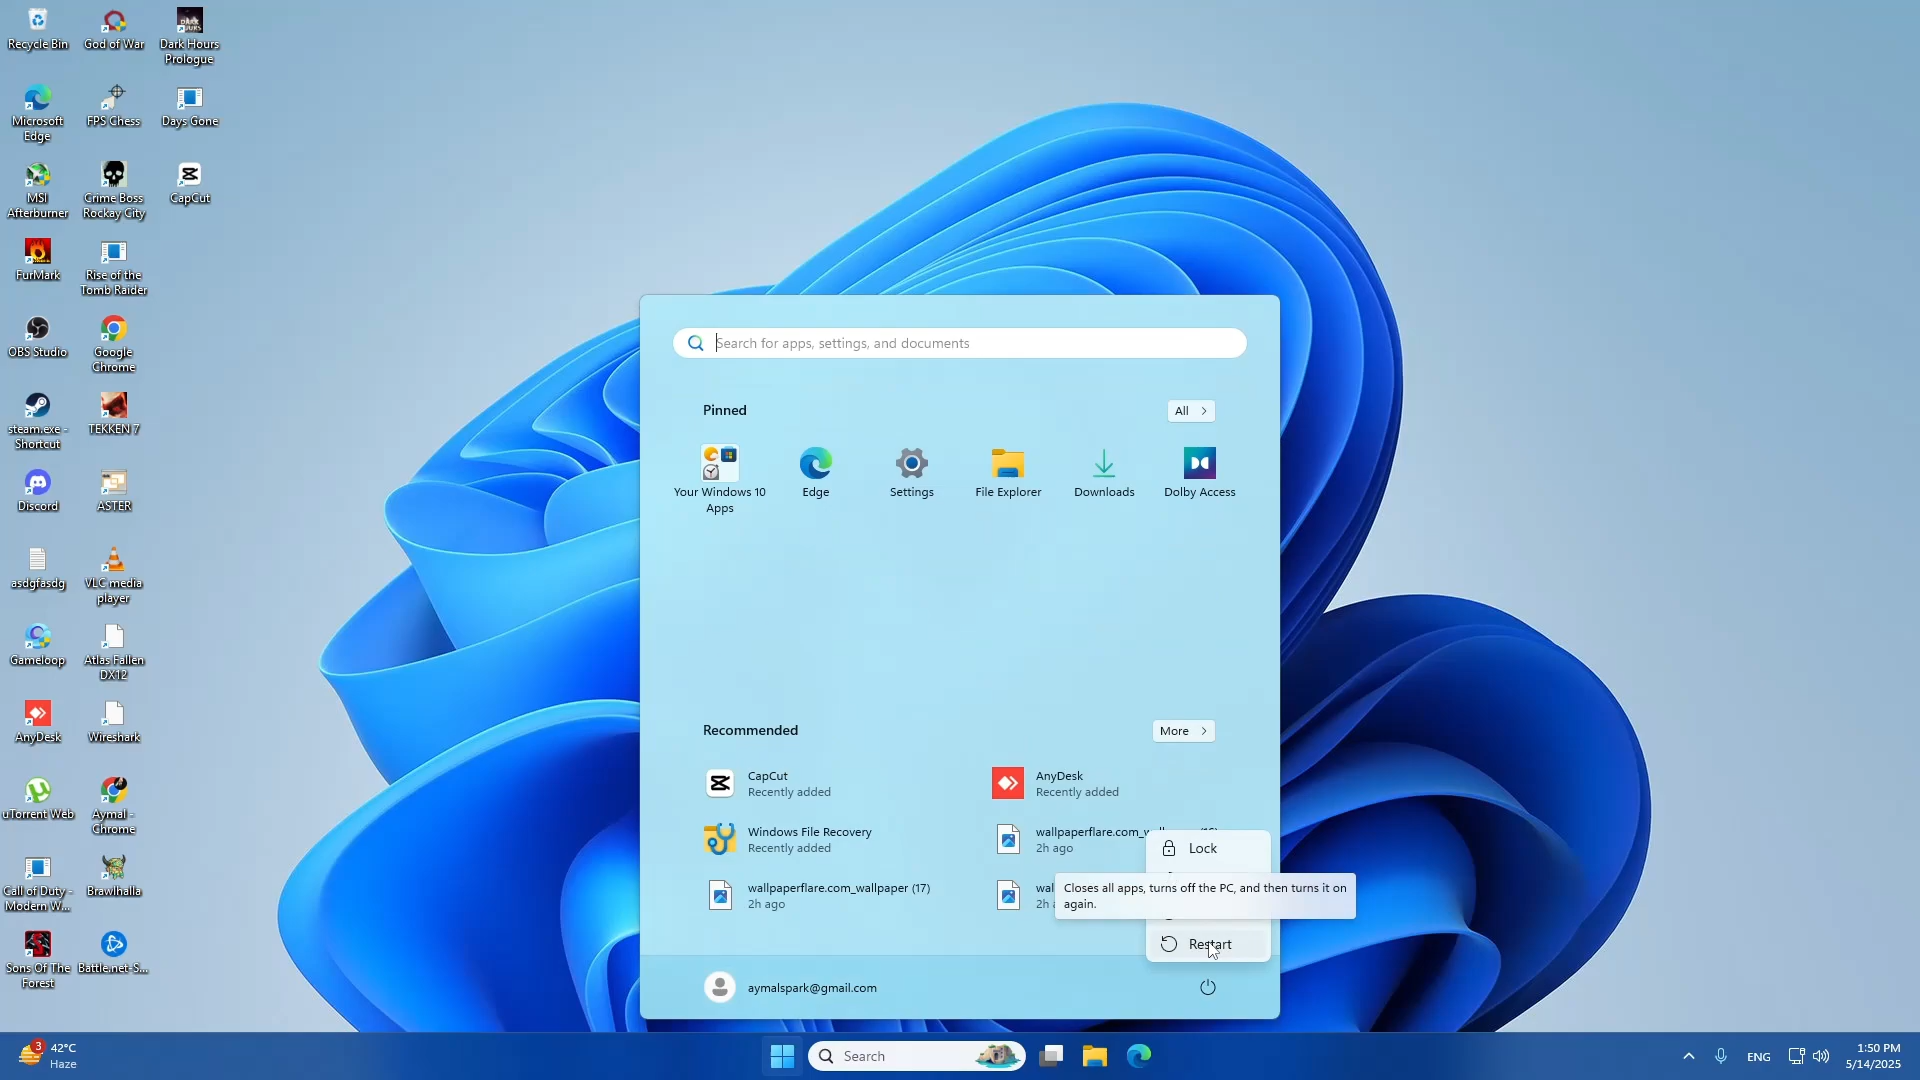 Recycle Bin
God of War
Dark Hours
Prologue
Microsoft
Edge
FPS Chess
Days Gone
MSI
Afterburner
Crime Boss
Rockay City
CapCut
FurMark
Rise of the
Tomb Raider
OBS Studio
Google
Chrome
steam.exe -
Shortcut
TEKKEN 7
Discord
ASTER
asdgfasdg
VLC media
player
Gameloop
Atlas Fallen
DX12
AnyDesk
Wireshark
uTorrent Web
Aymal -
Chrome
Call of Duty -
Modern W...
Brawlhalla
Sons Of The
Forest
Battle.net-S...
Search for apps, settings, and documents
Pinned
All
Your Windows 10
Apps
Edge
Settings
File Explorer
Downloads
Dolby Access
Recommended
More
CapCut
Recently added
AnyDesk
Recently added
Windows File Recovery
Recently added
wallpaperflare.com_w
2h ago
wallpaperflare.com_wallpaper (17)
2h ago
wal
2h a
Lock
Closes all apps, turns off the PC, and then turns it on
again.
Restart
aymalspark@gmail.com
3
42°C
Haze
Search
ENG
1:50 PM
5/14/2025